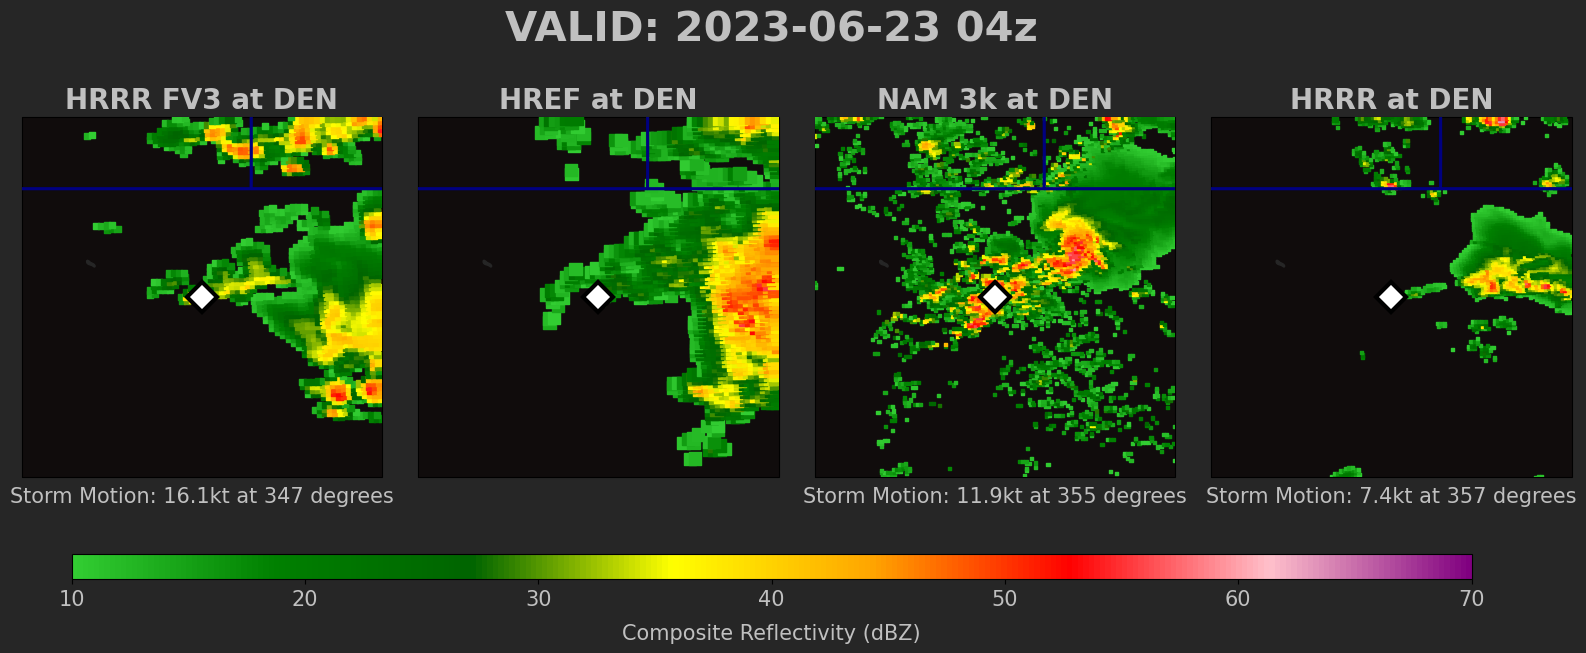 VALID: 2023-06-23 04z
HRRR FV3 at DEN
HREF at DEN
NAM 3k at DEN
HRRR at DEN
Storm Motion: 16.1kt at 347 degrees
Storm Motion: 11.9kt at 355 degrees
Storm Motion: 7.4kt at 357 degrees
10 20 30 40 50 60 70
Composite Reflectivity (dBZ)